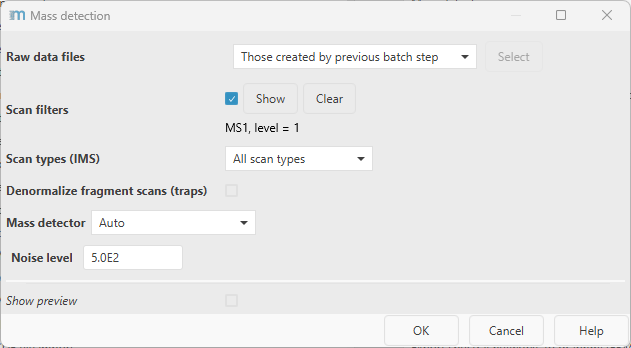 m Mass detection
Raw data files Those created by previous batch step Select
Show Clear
Scan filters
MS1, level = 1
Scan types (IMS) All scan types
Denormalize fragment scans (traps)
Mass detector Auto
Noise level 5.0E2
Show preview
OK Cancel Help